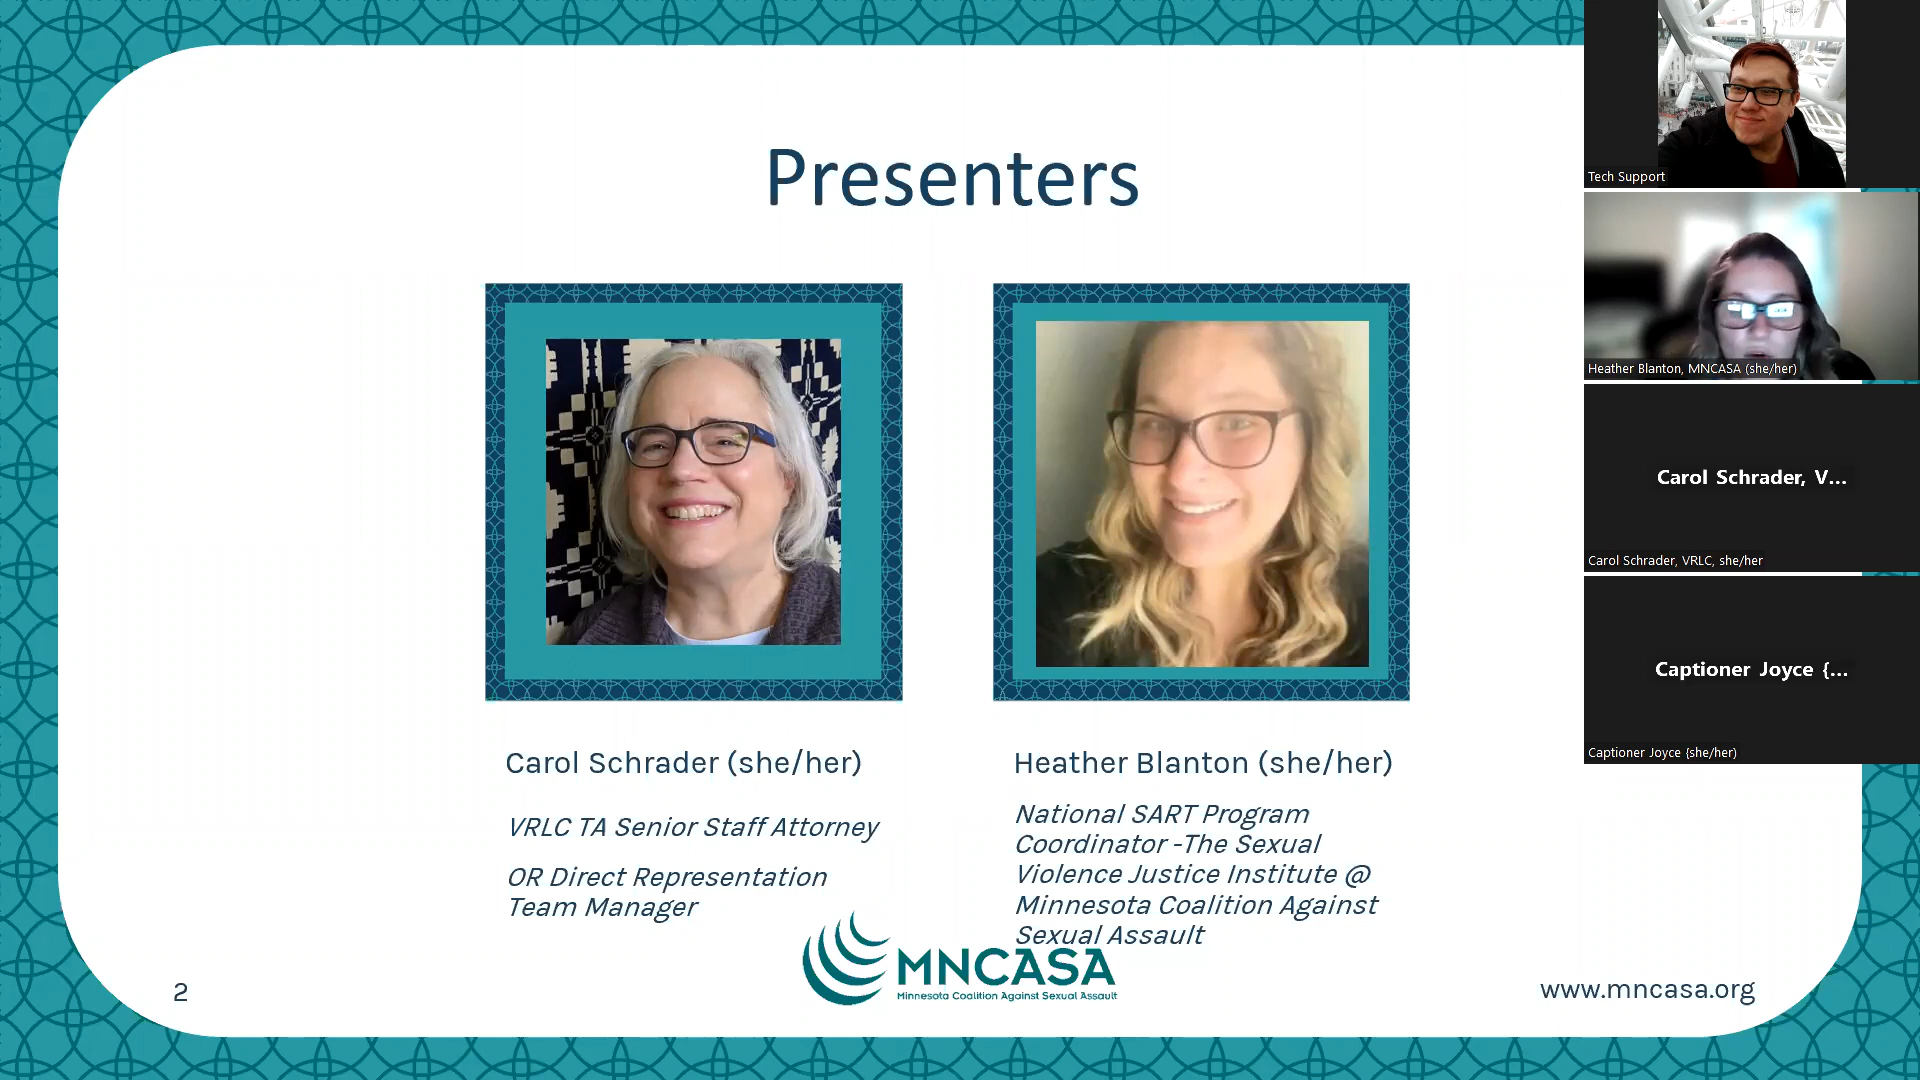 Presenters
Carol Schrader (she/her)
VRLC TA Senior Staff Attorney
OR Direct Representation
Team Manager
Heather Blanton (she/her)
National SART Program
Coordinator -The Sexual
Violence Justice Institute @
Minnesota Coalition Against
Sexual Assault
MNCASA
Minnesota Coalition Against Sexual Assault
2
www.mncasa.org
Tech Support
Heather Blanton, MNCASA (she/her)
Carol Schrader, V...
Carol Schrader, VRLC, she/her
Captioner Joyce {...
Captioner Joyce {she/her)